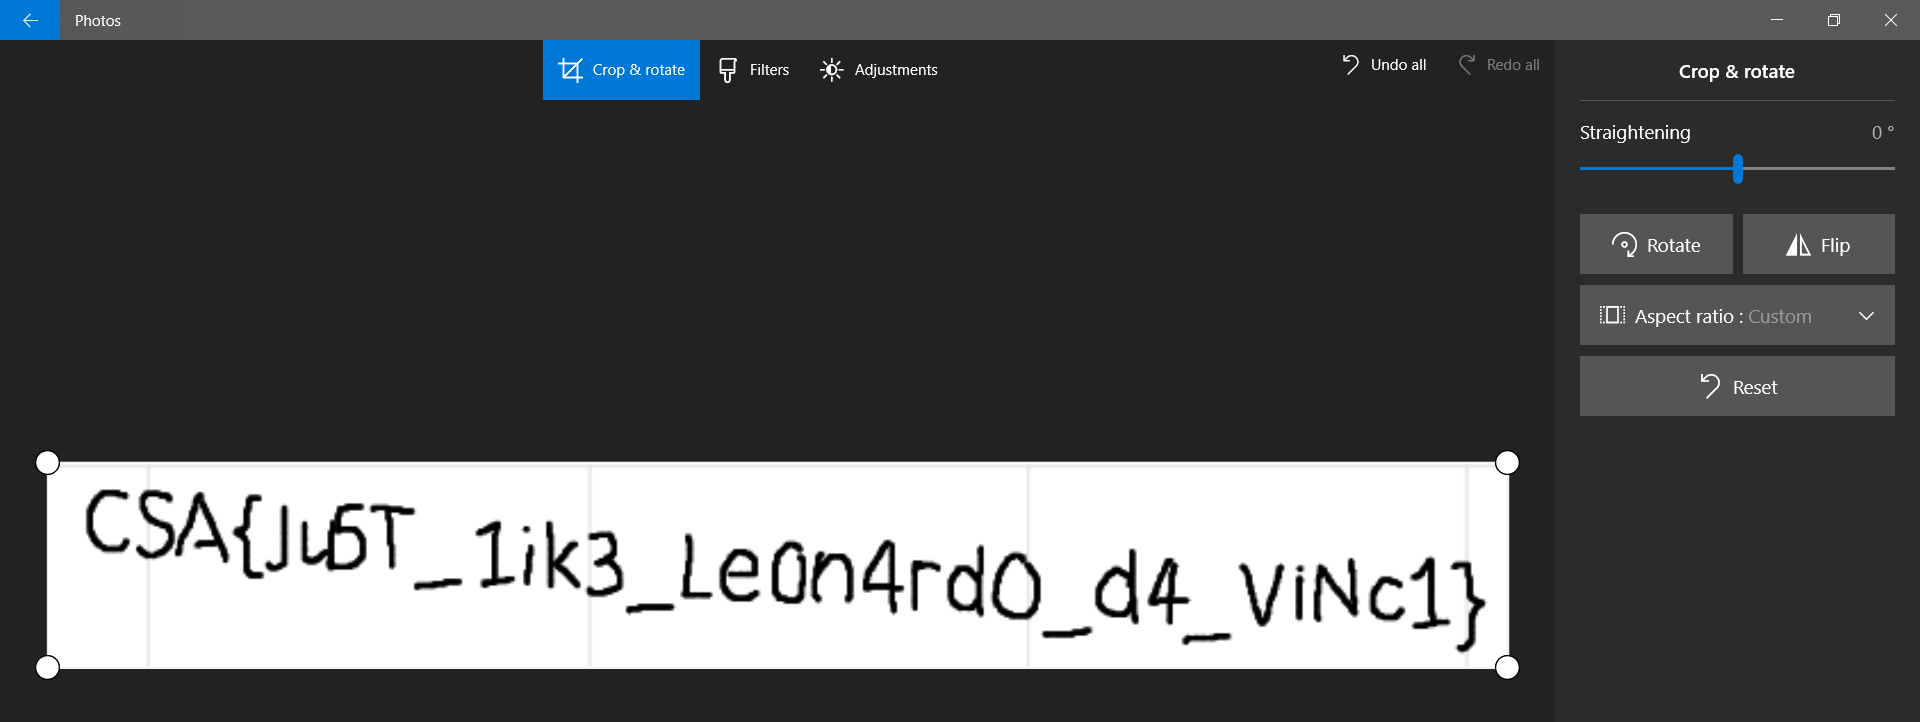 Photos
Crop & rotate
Filters
Adjustments
Undo all
Redo all
Crop & rotate
Straightening
0 °
Rotate
Flip
Aspect ratio : Custom
Reset
CSA{Ju5T_1ik3_Le0n4rdO_d4_ViNc1}